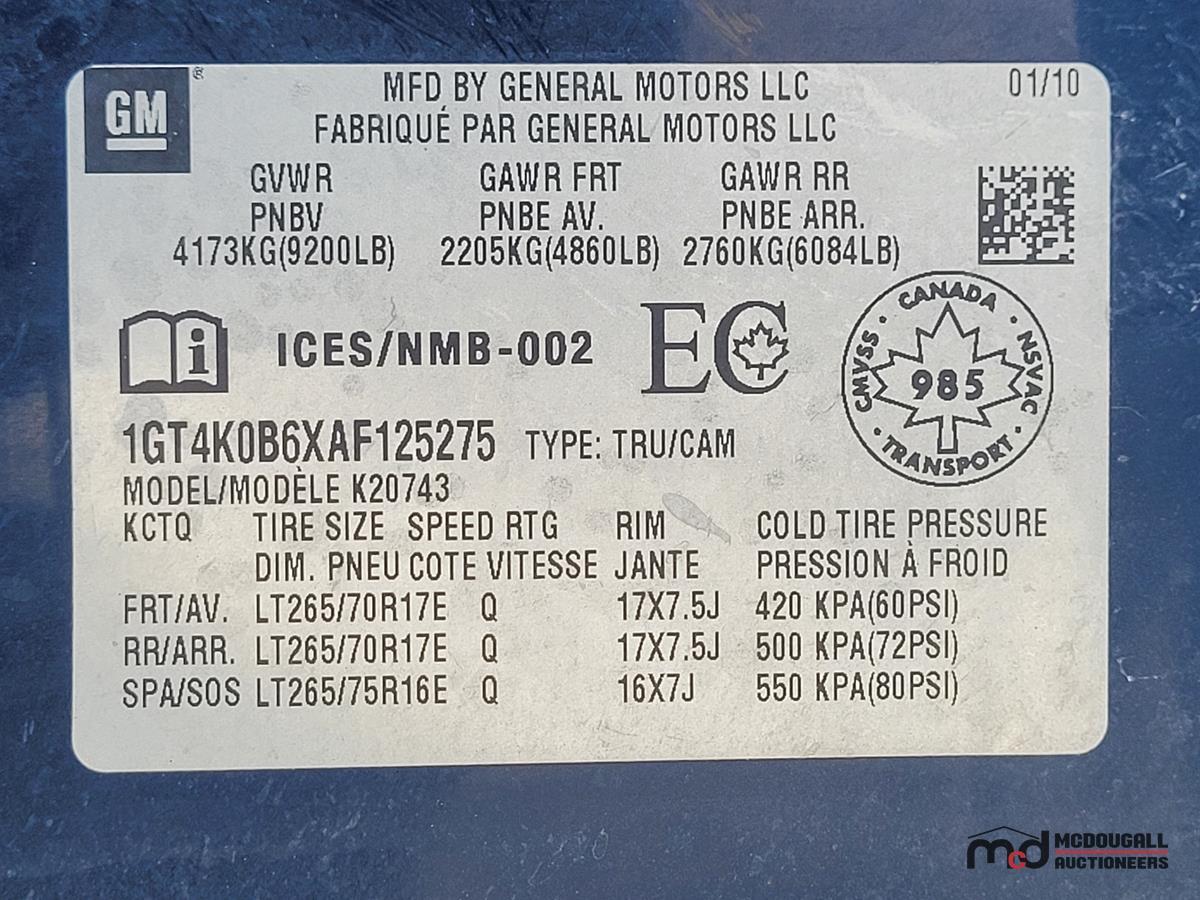 GM ®
MFD BY GENERAL MOTORS LLC 01/10
FABRIQUÉ PAR GENERAL MOTORS LLC
GVWR GAWR FRT GAWR RR
PNBV PNBE AV. PNBE ARR.
4173KG(9200LB) 2205KG(4860LB) 2760KG(6084LB)
i ICES/NMB-002 EC
CANADA
CMVSS · NSVAC
985
TRANSPORT
1GT4K0B6XAF125275 TYPE: TRU/CAM
MODEL/MODÈLE K20743
KCTQ TIRE SIZE SPEED RTG RIM COLD TIRE PRESSURE
DIM. PNEU COTE VITESSE JANTE PRESSION À FROID
FRT/AV. LT265/70R17E Q 17X7.5J 420 KPA(60PSI)
RR/ARR. LT265/70R17E Q 17X7.5J 500 KPA(72PSI)
SPA/SOS LT265/75R16E Q 16X7J 550 KPA(80PSI)
mcd MCDOUGALL
AUCTIONEERS